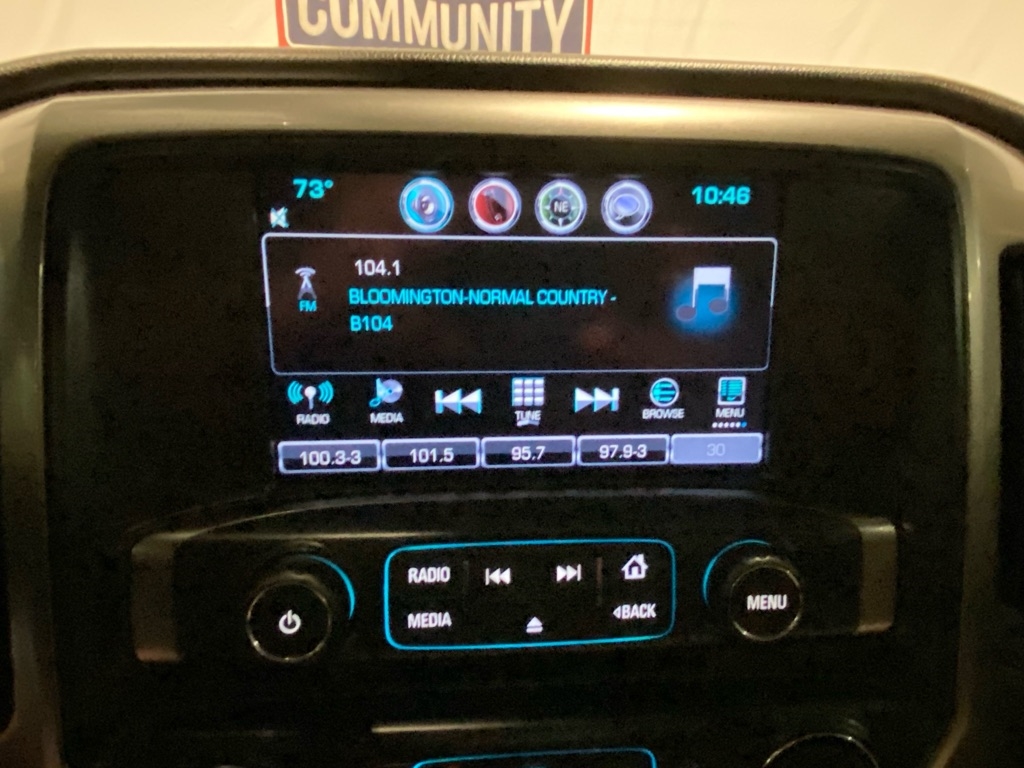 COMMUNITY
73°
NE
10:46
104.1
FM
BLOOMINGTON-NORMAL COUNTRY -
B104
RADIO
MEDIA
TUNE
BROWSE
MENU
100.3-3
101.5
95.7
97.9-3
30
RADIO
MEDIA
◃BACK
MENU